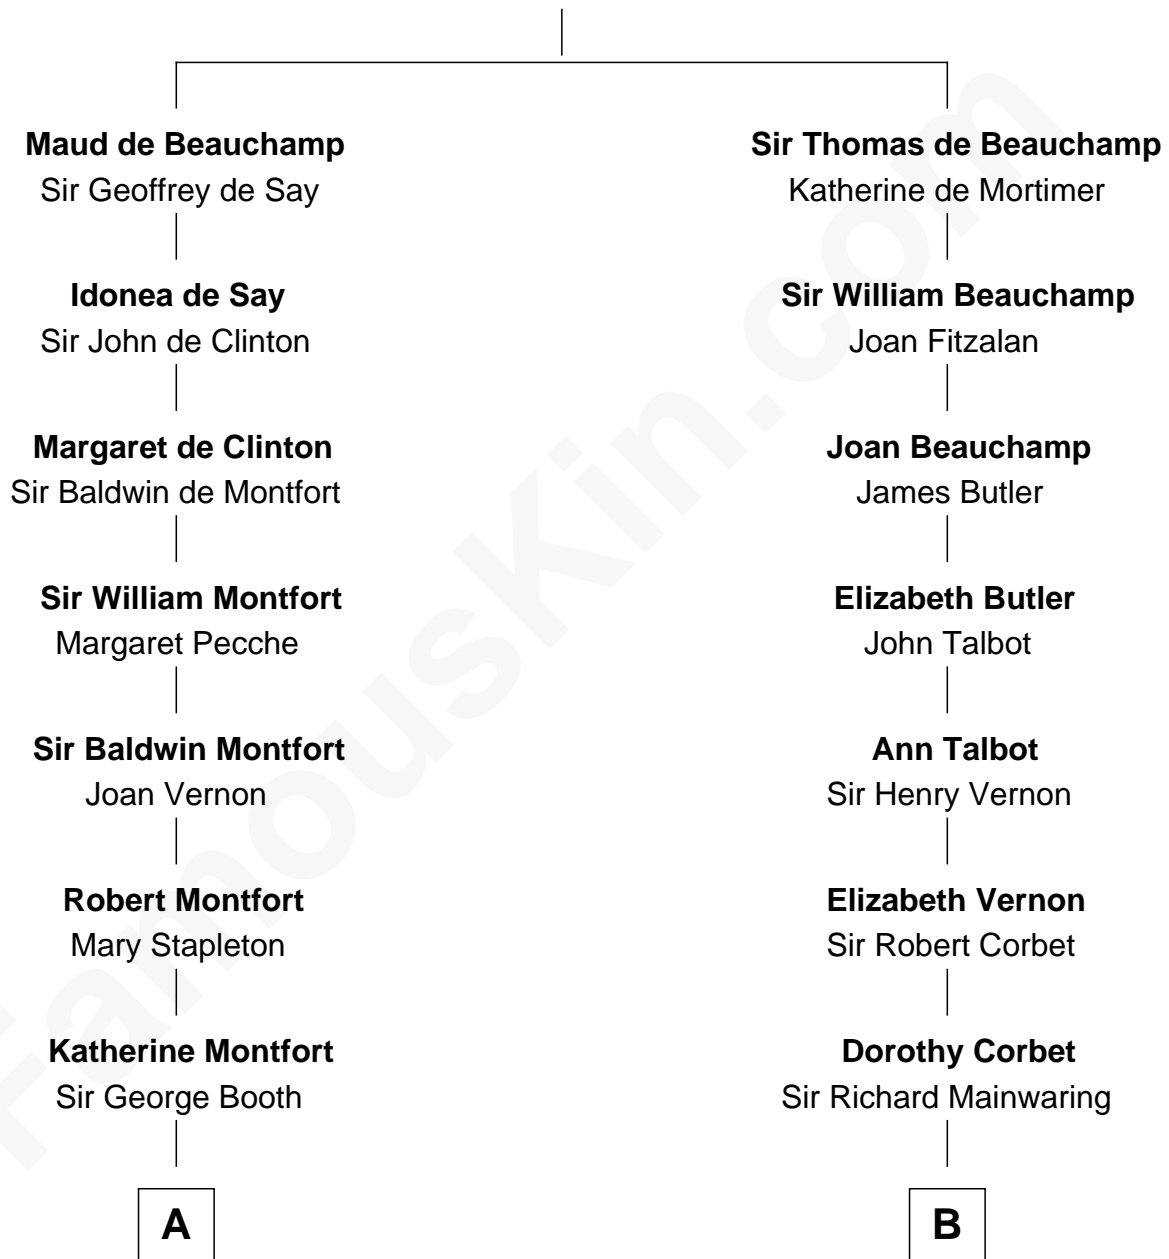 Maud de Beauchamp
Sir Geoffrey de Say
Idonea de Say
Sir John de Clinton
Margaret de Clinton
Sir Baldwin de Montfort
Sir William Montfort
Margaret Pecche
Sir Baldwin Montfort
Joan Vernon
Robert Montfort
Mary Stapleton
Katherine Montfort
Sir George Booth
A
Sir Thomas de Beauchamp
Katherine de Mortimer
Sir William Beauchamp
Joan Fitzalan
Joan Beauchamp
James Butler
Elizabeth Butler
John Talbot
Ann Talbot
Sir Henry Vernon
Elizabeth Vernon
Sir Robert Corbet
Dorothy Corbet
Sir Richard Mainwaring
B
FamousKin.com